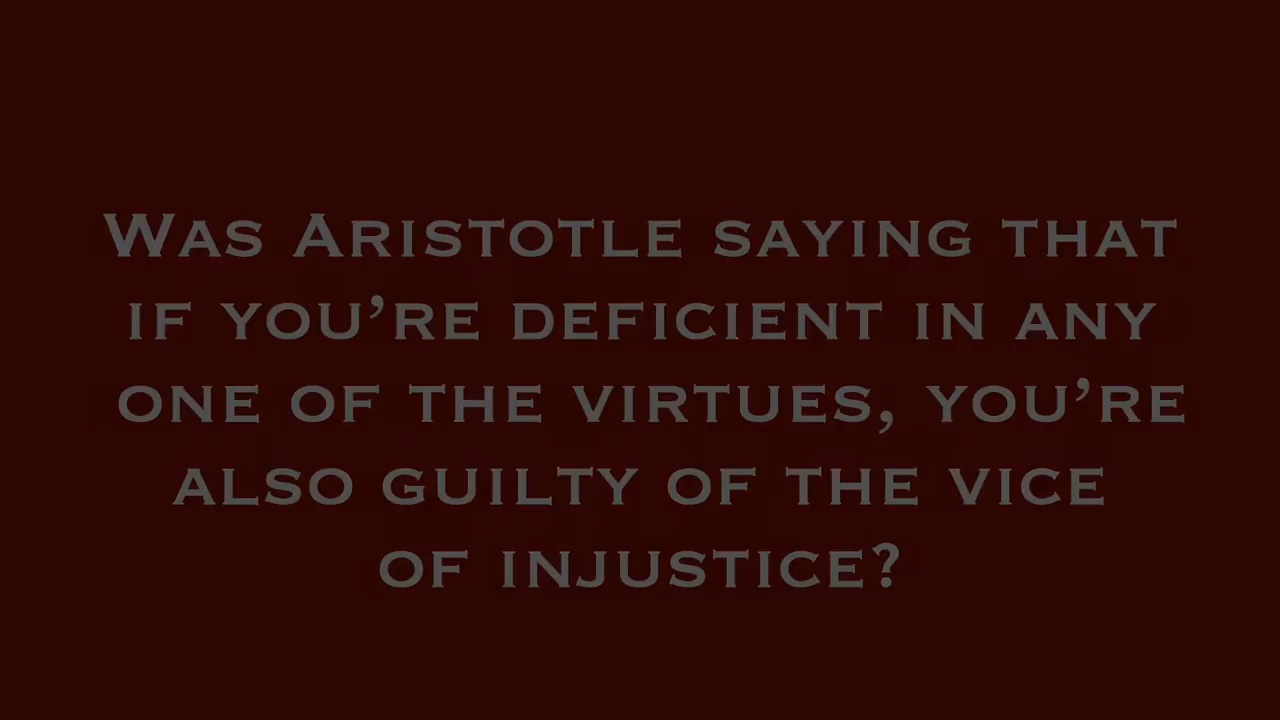 Was Aristotle saying that
if you're deficient in any
one of the virtues, you're
also guilty of the vice
of injustice?